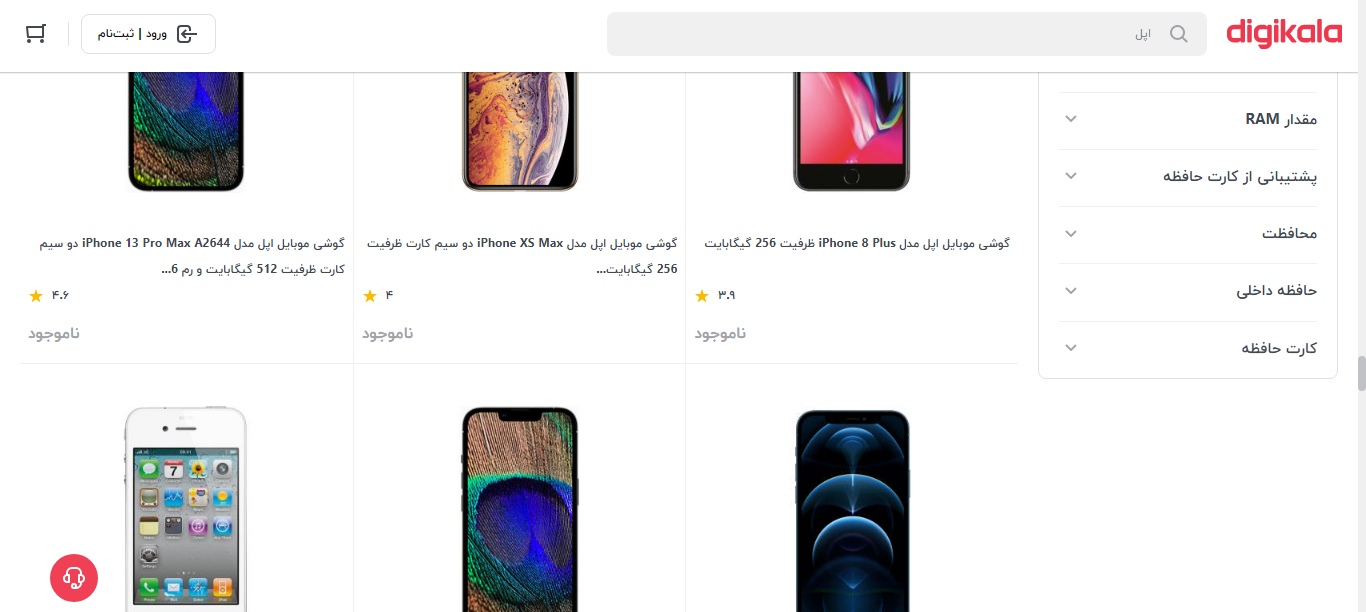 digikala
اپل
ورود | ثبت‌نام
مقدار RAM
پشتیبانی از کارت حافظه
محافظت
حافظه داخلی
کارت حافظه
گوشی موبایل اپل مدل iPhone 8 Plus ظرفیت 256 گیگابایت
۳.۹
ناموجود
گوشی موبایل اپل مدل iPhone XS Max دو سیم کارت ظرفیت
256 گیگابایت...
۴
ناموجود
گوشی موبایل اپل مدل iPhone 13 Pro Max A2644 دو سیم
کارت ظرفیت 512 گیگابایت و رم 6...
۴.۶
ناموجود